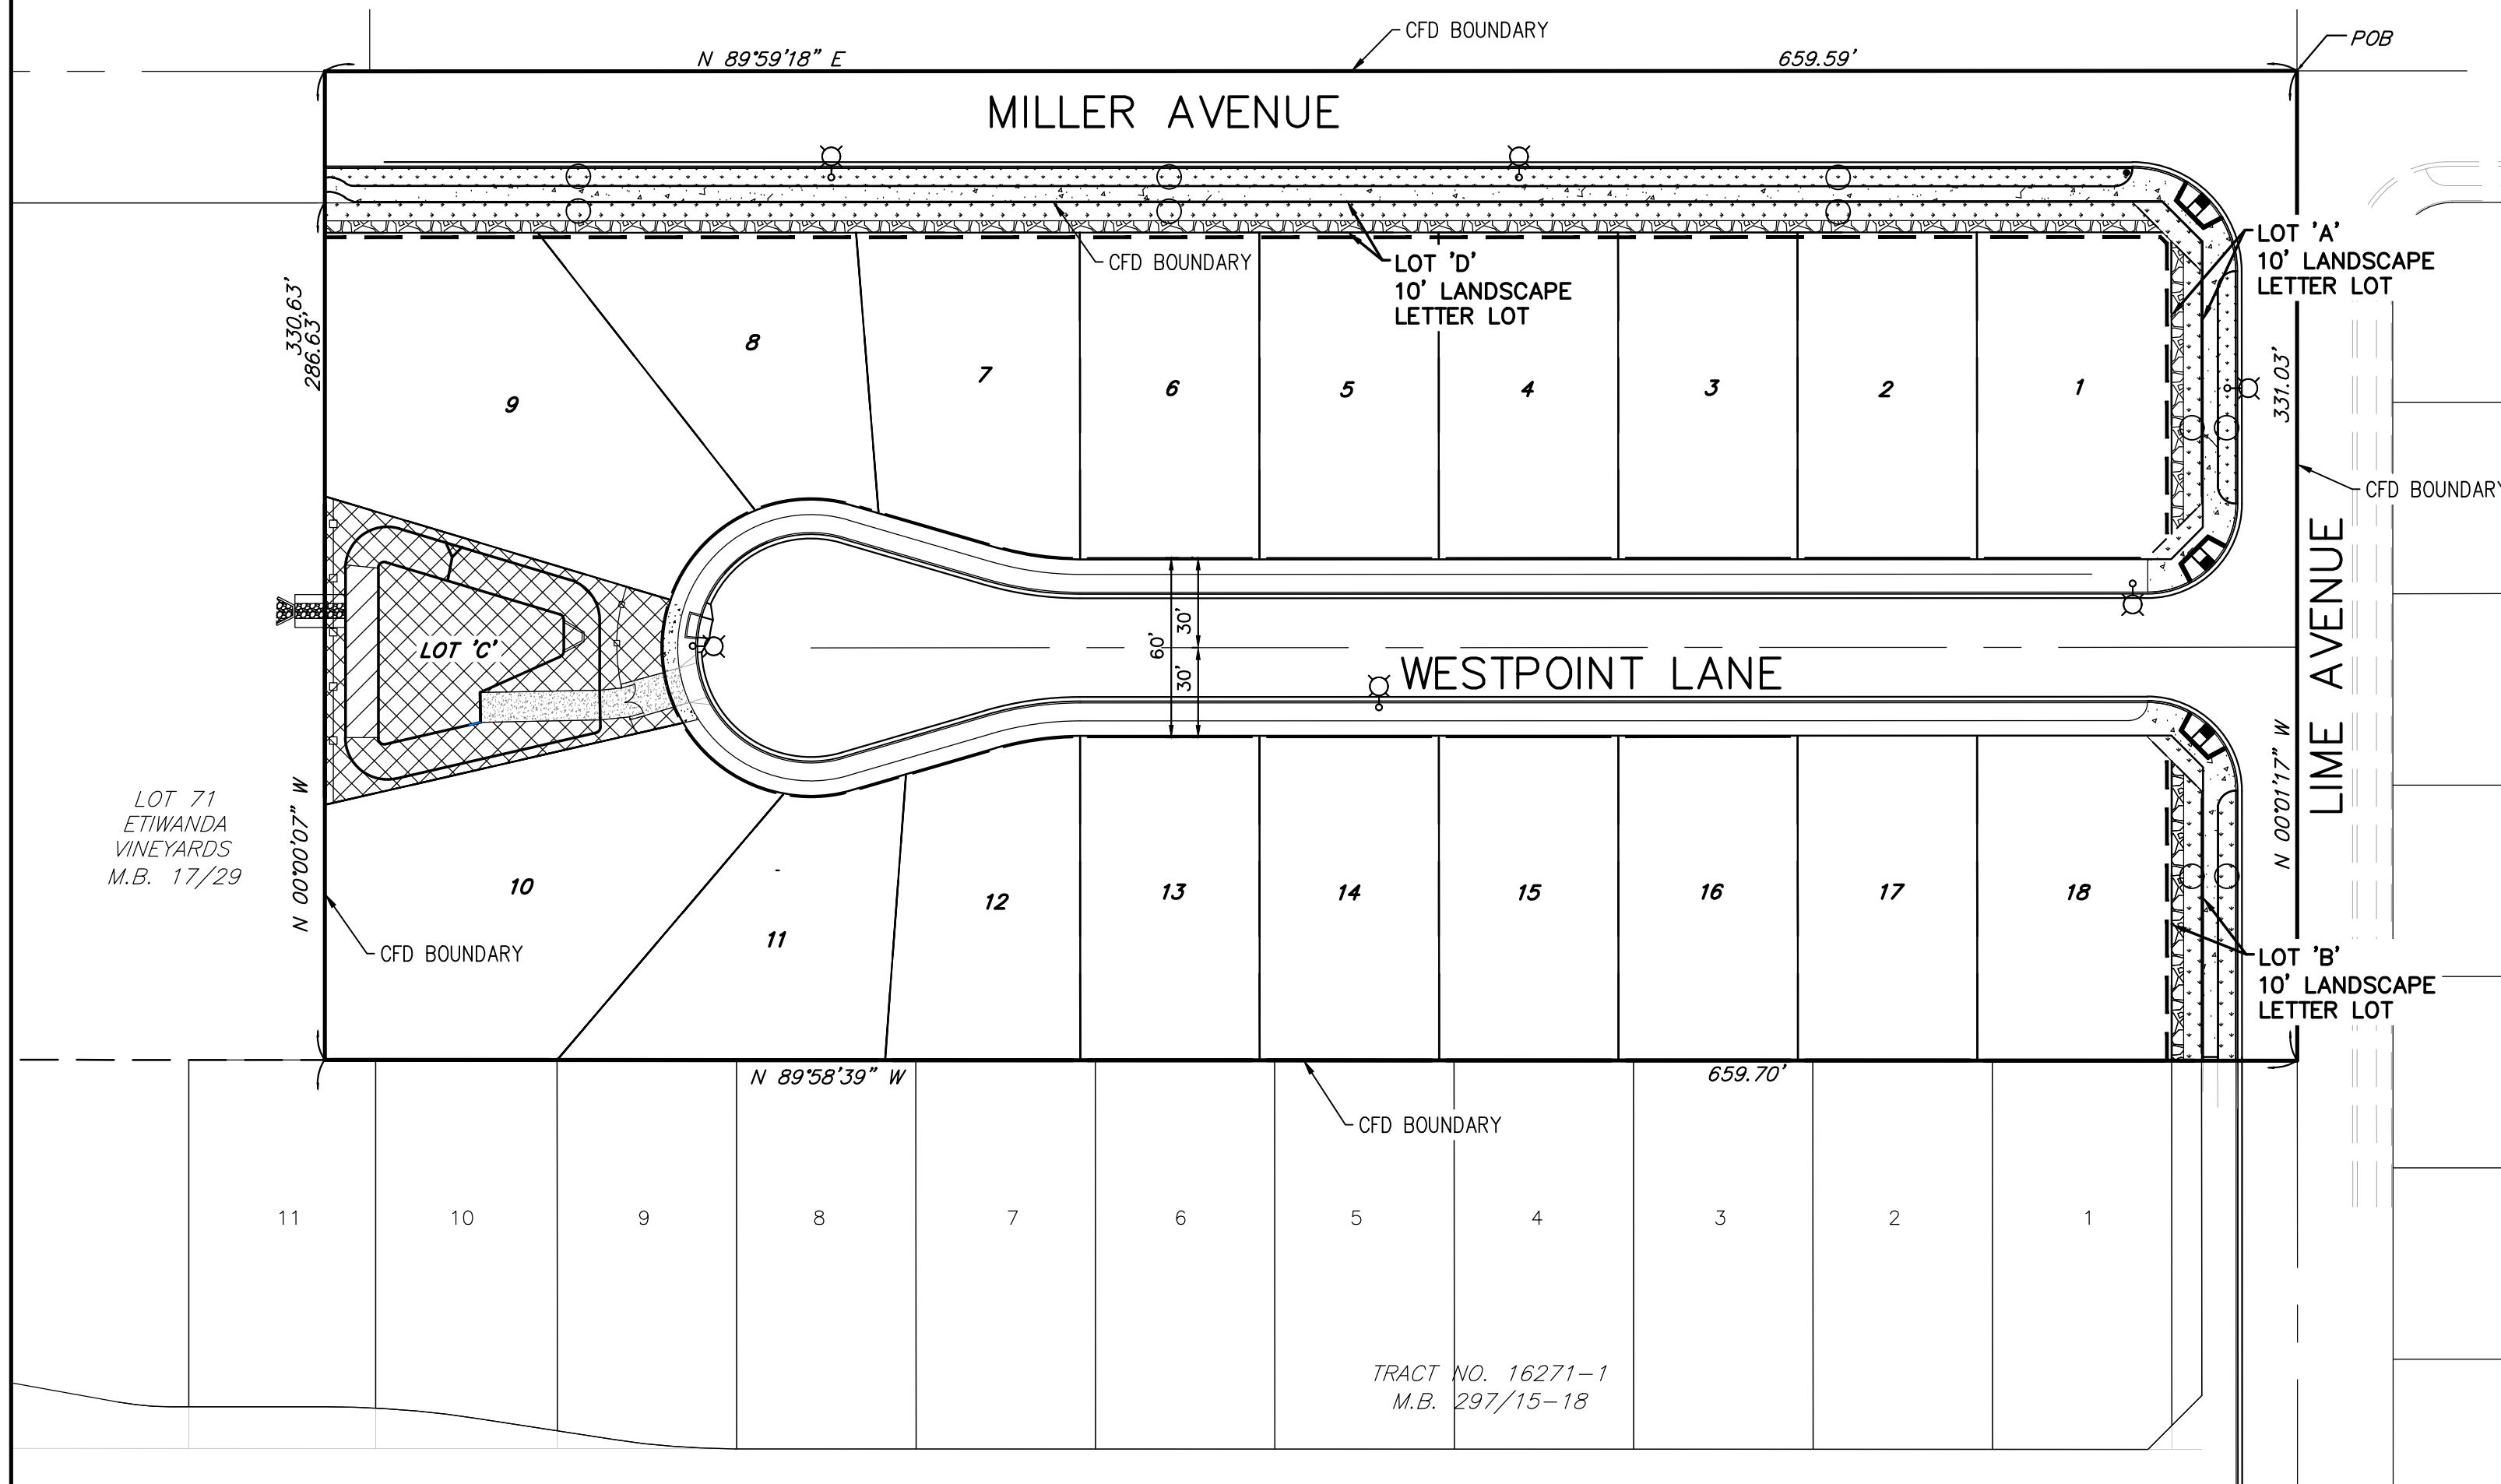 CFD BOUNDARY
POB
N 89°59'18" E
659.59'
MILLER AVENUE
LOT 'A'
10' LANDSCAPE
LETTER LOT
CFD BOUNDARY
LOT 'D'
10' LANDSCAPE
LETTER LOT
330.63'
286.63'
331.03'
8
7
6
5
4
3
2
1
9
CFD BOUNDARY
LIME AVENUE
60'
30'
30'
LOT 'C'
WESTPOINT LANE
N 00°00'07" W
N 00°01'17" W
LOT 71
ETIWANDA
VINEYARDS
M.B. 17/29
10
11
12
13
14
15
16
17
18
CFD BOUNDARY
LOT 'B'
10' LANDSCAPE
LETTER LOT
N 89°58'39" W
659.70'
CFD BOUNDARY
11
10
9
8
7
6
5
4
3
2
1
TRACT NO. 16271-1
M.B. 297/15-18